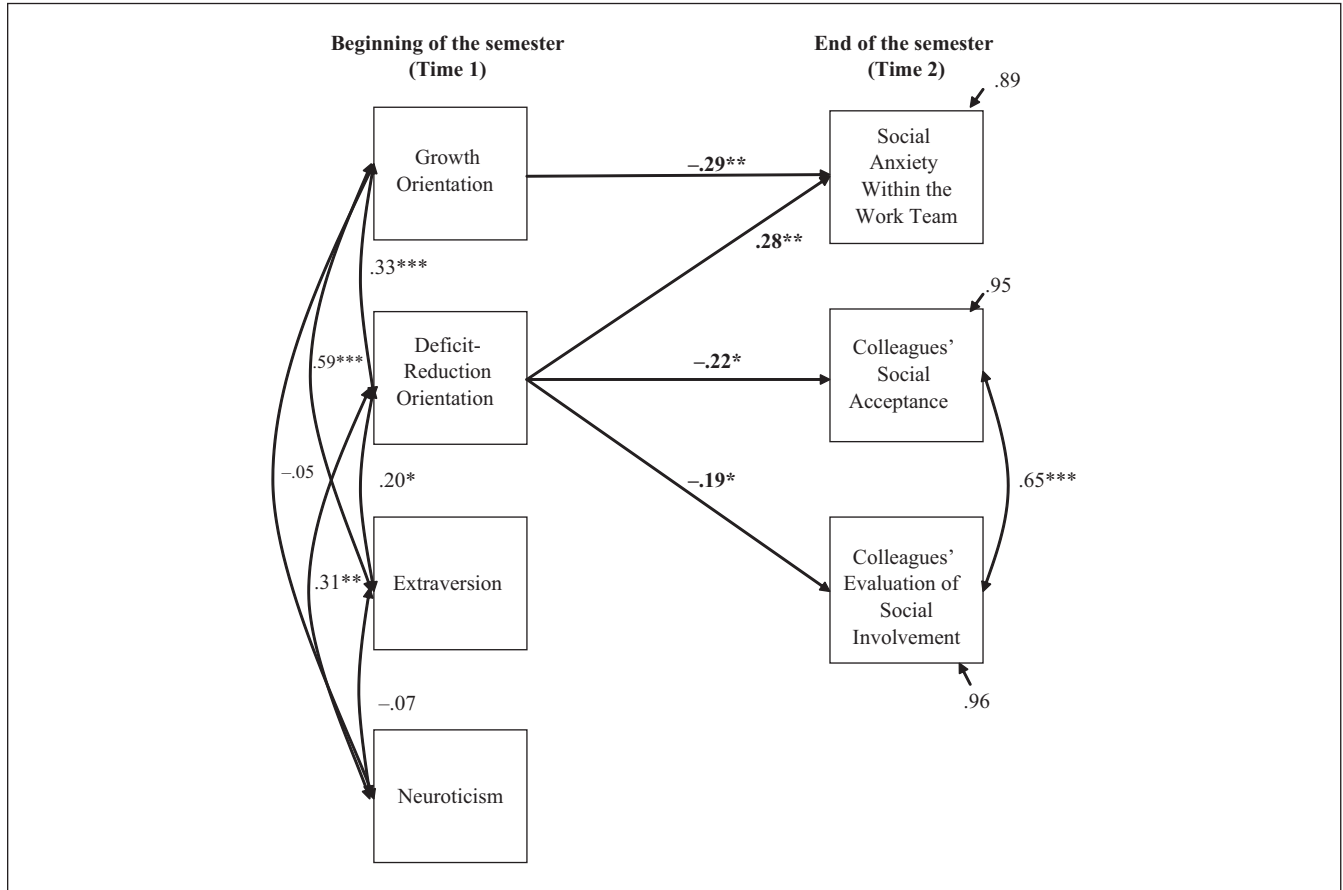 Beginning of the semester
(Time 1)
End of the semester
(Time 2)
.89
Growth
Orientation
–.29**
Social
Anxiety
Within the
Work Team
.28**
.33***
.95
Deficit-
Reduction
Orientation
.59***
–.22*
Colleagues’
Social
Acceptance
–.05
.20*
–.19*
.65***
.31**
Extraversion
Colleagues’
Evaluation of
Social
Involvement
–.07
.96
Neuroticism